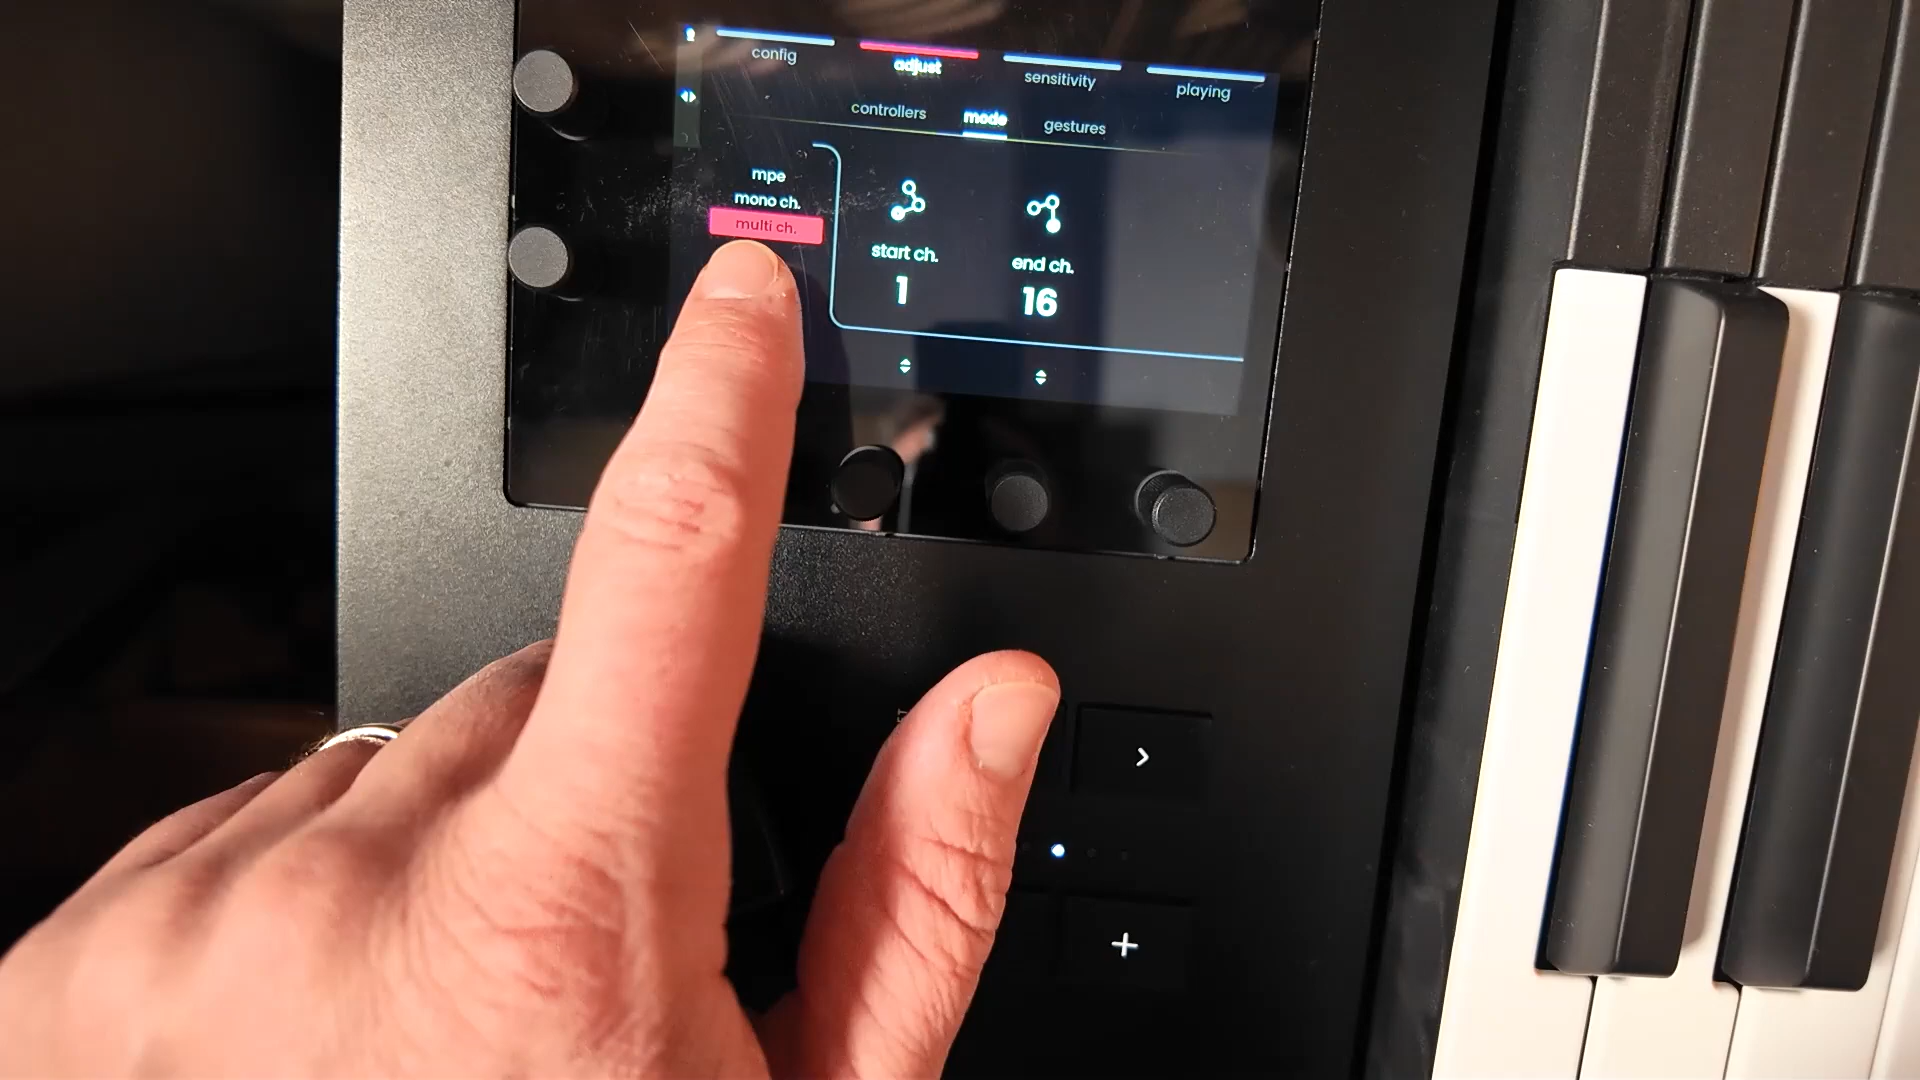 config adjust sensitivity playing
controllers mode gestures
mpe
mono ch.
multi ch.
start ch. end ch.
1 16